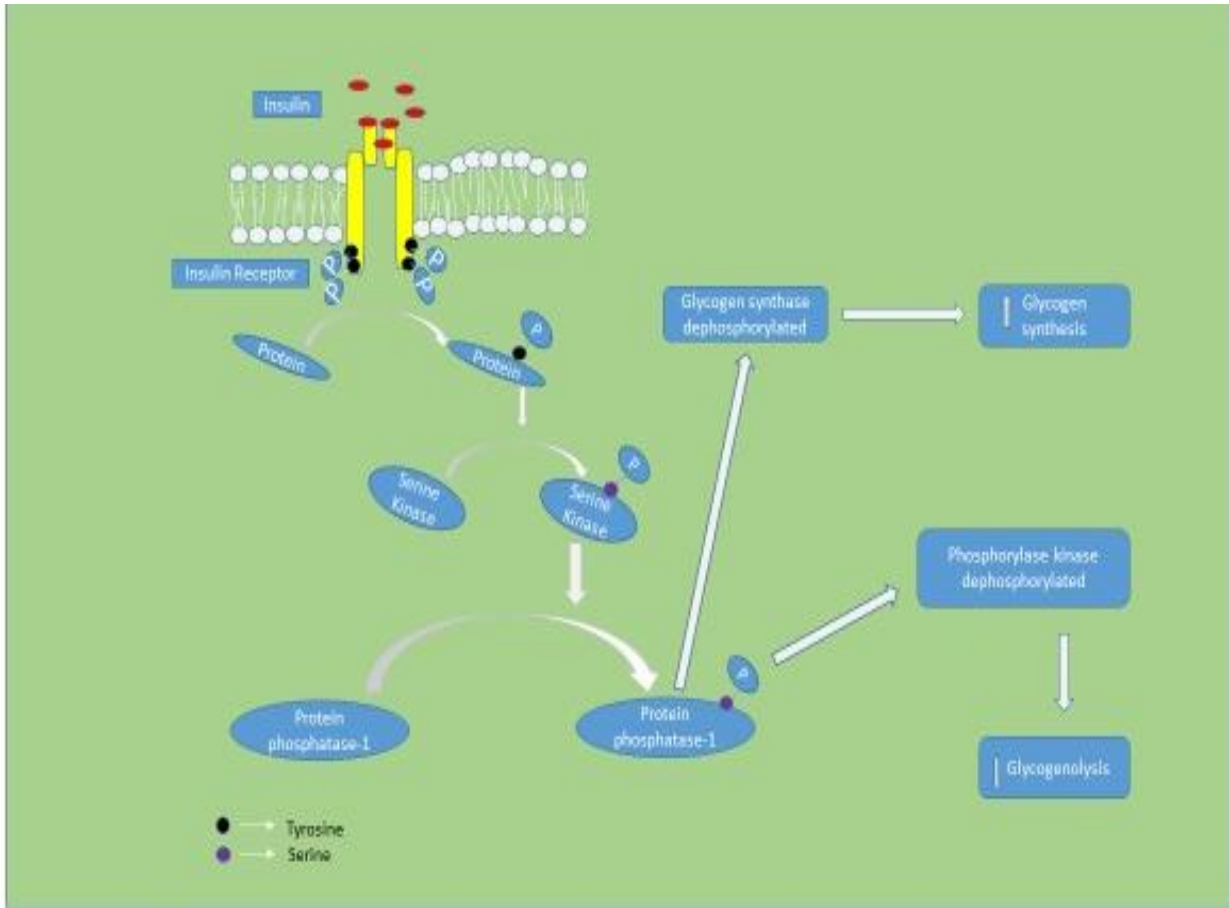 Insulin
Insulin Receptor
P
P
P
P
Protein
P
Protein
Glycogen synthase
dephosphorylated
Glycogen
synthesis
Serine
Kinase
P
Serine
Kinase
Phosphorylase kinase
dephosphorylated
Protein
phosphatase-1
P
Protein
phosphatase-1
Glycogenolysis
Tyrosine
Serine